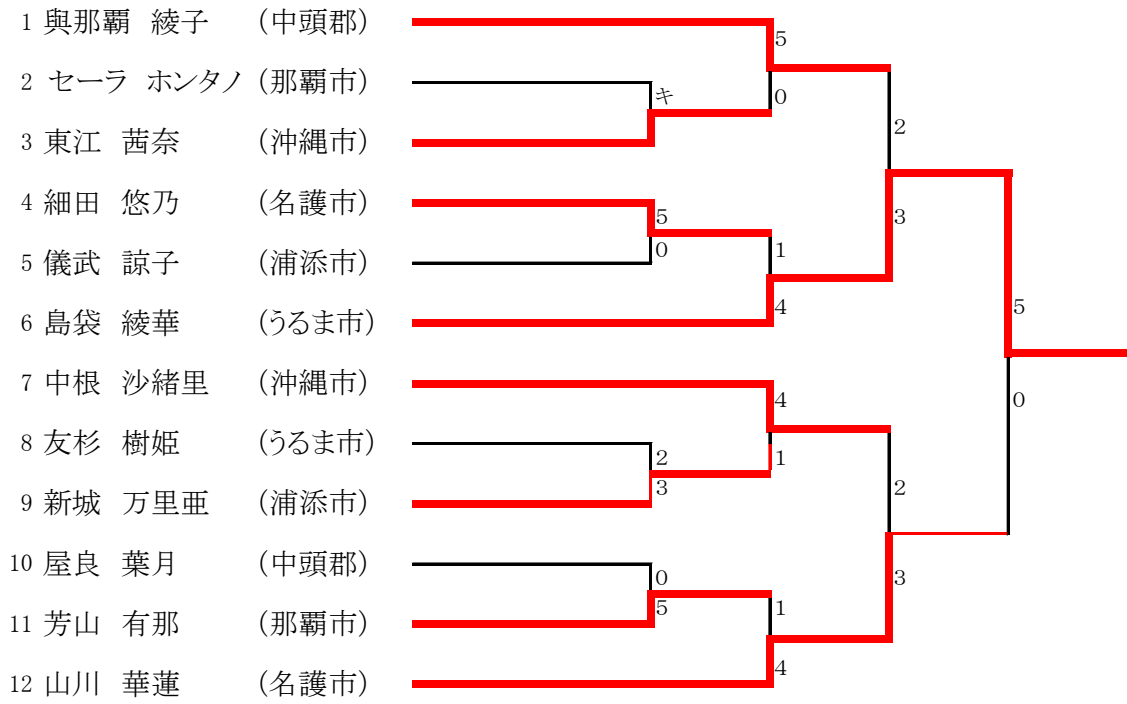 1 與那覇 綾子 (中頭郡)
5
2 セーラ ホンタノ (那覇市)
キ
0
2
3 東江 茜奈 (沖縄市)
4 細田 悠乃 (名護市)
5
3
0
1
5 儀武 諒子 (浦添市)
4
5
6 島袋 綾華 (うるま市)
7 中根 沙緒里 (沖縄市)
4
0
8 友杉 樹姫 (うるま市)
2
1
3
2
9 新城 万里亜 (浦添市)
10 屋良 葉月 (中頭郡)
0
3
5
1
11 芳山 有那 (那覇市)
4
12 山川 華蓮 (名護市)